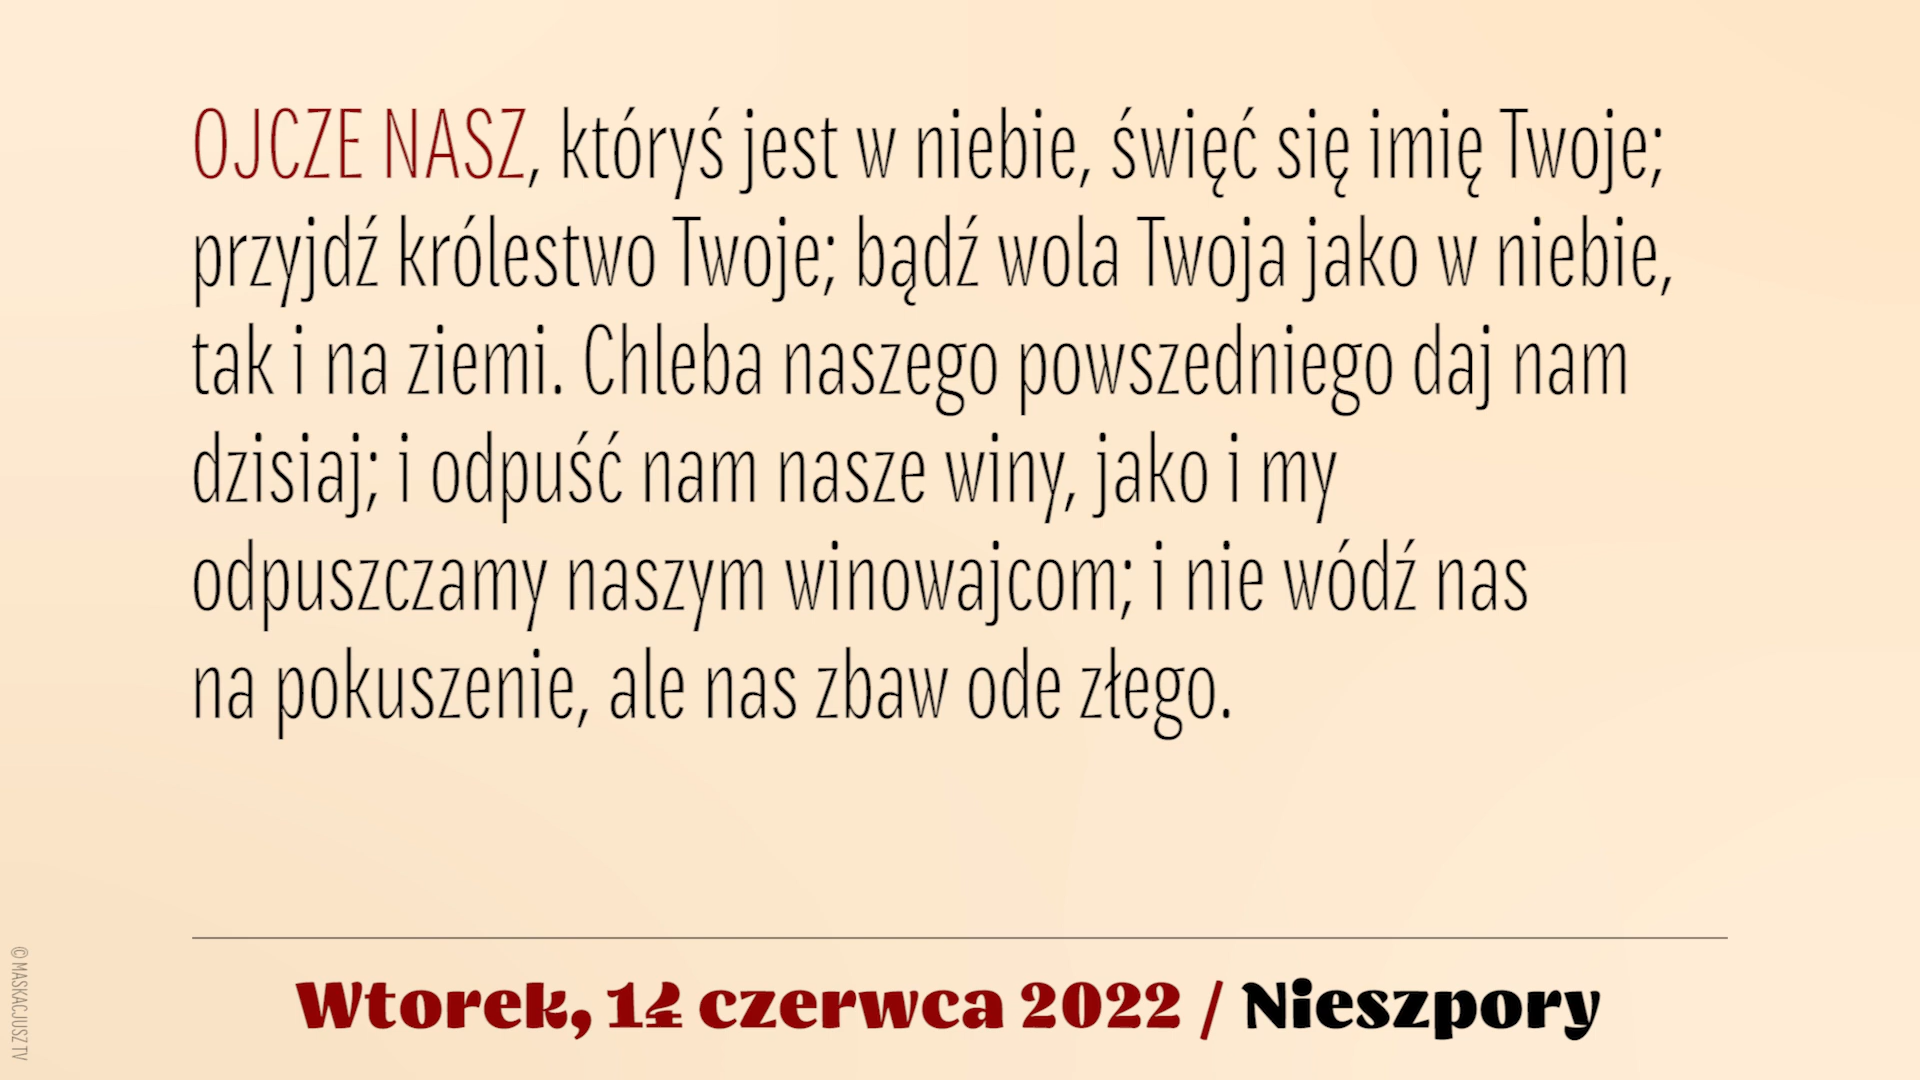 OJCZE NASZ, któryś jest w niebie, święć się imię Twoje;
przyjdź królestwo Twoje; bądź wola Twoja jako w niebie,
tak i na ziemi. Chleba naszego powszedniego daj nam
dzisiaj; i odpuść nam nasze winy, jako i my
odpuszczamy naszym winowajcom; i nie wódź nas
na pokuszenie, ale nas zbaw ode złego.
Wtorek, 14 czerwca 2022 / Nieszpory
© MASKACJUSZ TV